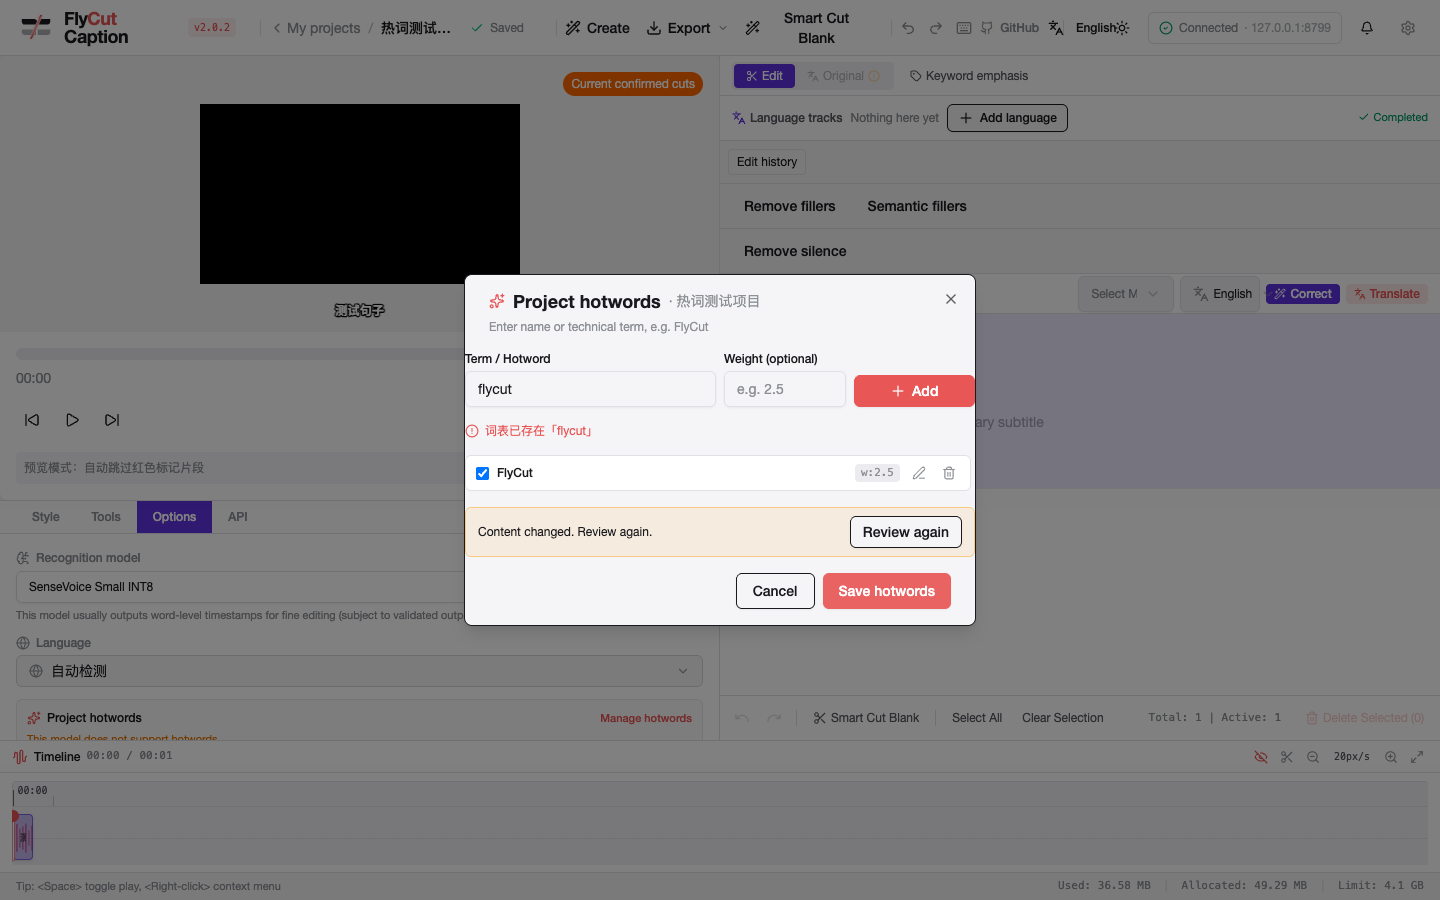 FlyCut Caption
v2.0.2
My projects / 热词测试...
Saved
Create
Export
Smart Cut Blank
GitHub
English
Connected · 127.0.0.1:8799
Current confirmed cuts
测试句子
00:00
预览模式：自动跳过红色标记片段
Style
Tools
Options
API
Recognition model
SenseVoice Small INT8
This model usually outputs word-level timestamps for fine editing (subject to validated outp
Language
自动检测
Project hotwords
Manage hotwords
This model does not support hotwords
Edit
Original
Keyword emphasis
Language tracks
Nothing here yet
Add language
Completed
Edit history
Remove fillers
Semantic fillers
Remove silence
Select M
English
Correct
Translate
ary subtitle
Project hotwords · 热词测试项目
Enter name or technical term, e.g. FlyCut
Term / Hotword
Weight (optional)
flycut
e.g. 2.5
Add
词表已存在「flycut」
FlyCut
w:2.5
Content changed. Review again.
Review again
Cancel
Save hotwords
Smart Cut Blank
Select All
Clear Selection
Total: 1 | Active: 1
Delete Selected (0)
Timeline
00:00 / 00:01
20px/s
00:00
Tip: <Space> toggle play, <Right-click> context menu
Used: 36.58 MB
Allocated: 49.29 MB
Limit: 4.1 GB